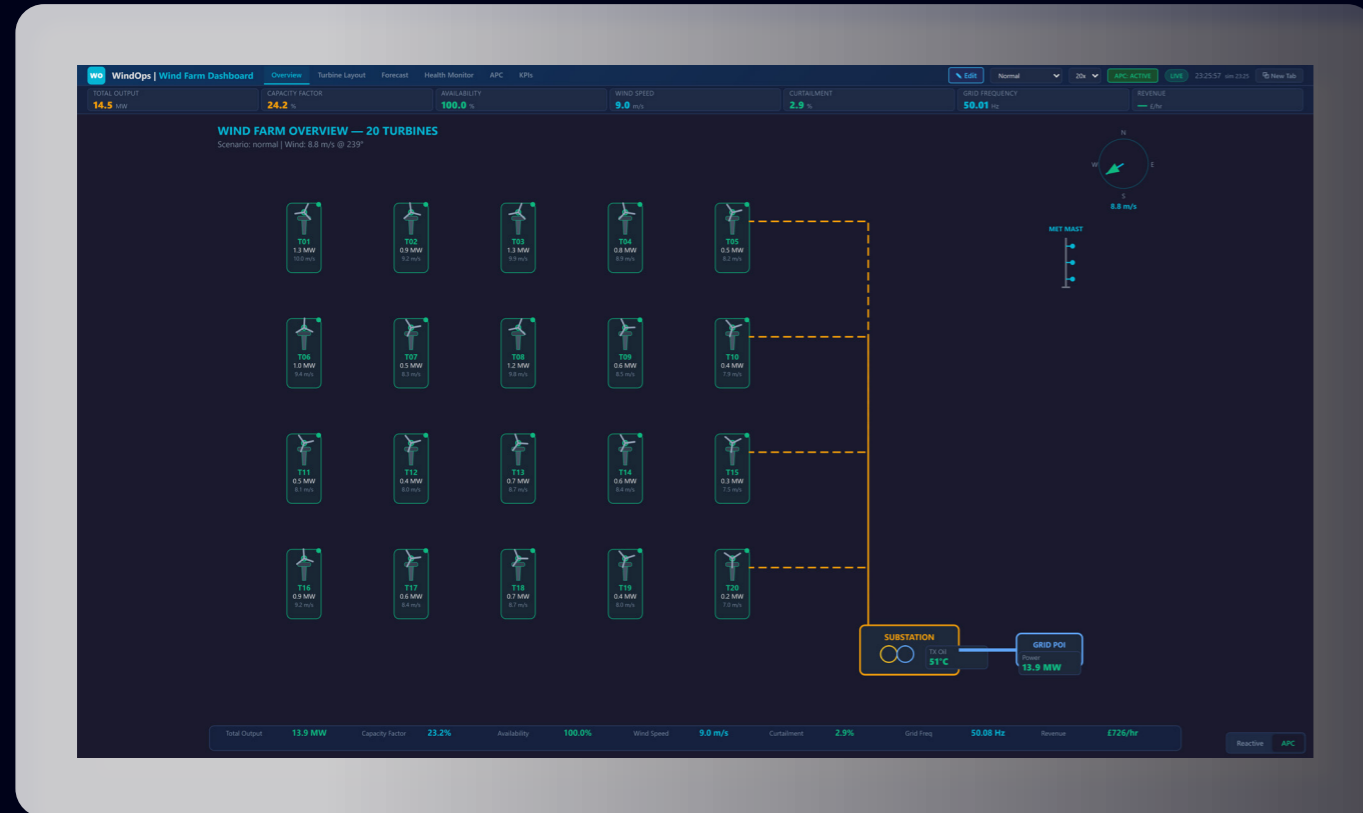 WO WindOps | Wind Farm Dashboard Overview Turbine Layout Forecast Health Monitor APC KPIs Edit Normal 20x APC: ACTIVE LIVE 23:25:57 sim 23:25 New Tab
TOTAL OUTPUT CAPACITY FACTOR AVAILABILITY WIND SPEED CURTAILMENT GRID FREQUENCY REVENUE
14.5 MW 24.2 % 100.0 % 9.0 m/s 2.9 % 50.01 Hz — £/hr
WIND FARM OVERVIEW — 20 TURBINES
Scenario: normal | Wind: 8.8 m/s @ 239°
N
W E
S
8.8 m/s
MET MAST
T01 T02 T03 T04 T05
1.3 MW 0.9 MW 1.3 MW 0.8 MW 0.5 MW
10.0 m/s 9.2 m/s 9.9 m/s 8.9 m/s 8.2 m/s
T06 T07 T08 T09 T10
1.0 MW 0.5 MW 1.2 MW 0.6 MW 0.4 MW
9.4 m/s 8.3 m/s 9.8 m/s 8.5 m/s 7.9 m/s
T11 T12 T13 T14 T15
0.5 MW 0.4 MW 0.7 MW 0.6 MW 0.3 MW
8.1 m/s 8.0 m/s 8.7 m/s 8.4 m/s 7.5 m/s
T16 T17 T18 T19 T20
0.9 MW 0.6 MW 0.7 MW 0.4 MW 0.2 MW
9.2 m/s 8.4 m/s 8.7 m/s 8.0 m/s 7.0 m/s
SUBSTATION
TX Oil
51°C
GRID POI
Power
13.9 MW
Total Output 13.9 MW Capacity Factor 23.2% Availability 100.0% Wind Speed 9.0 m/s Curtailment 2.9% Grid Freq 50.08 Hz Revenue £726/hr
Reactive APC